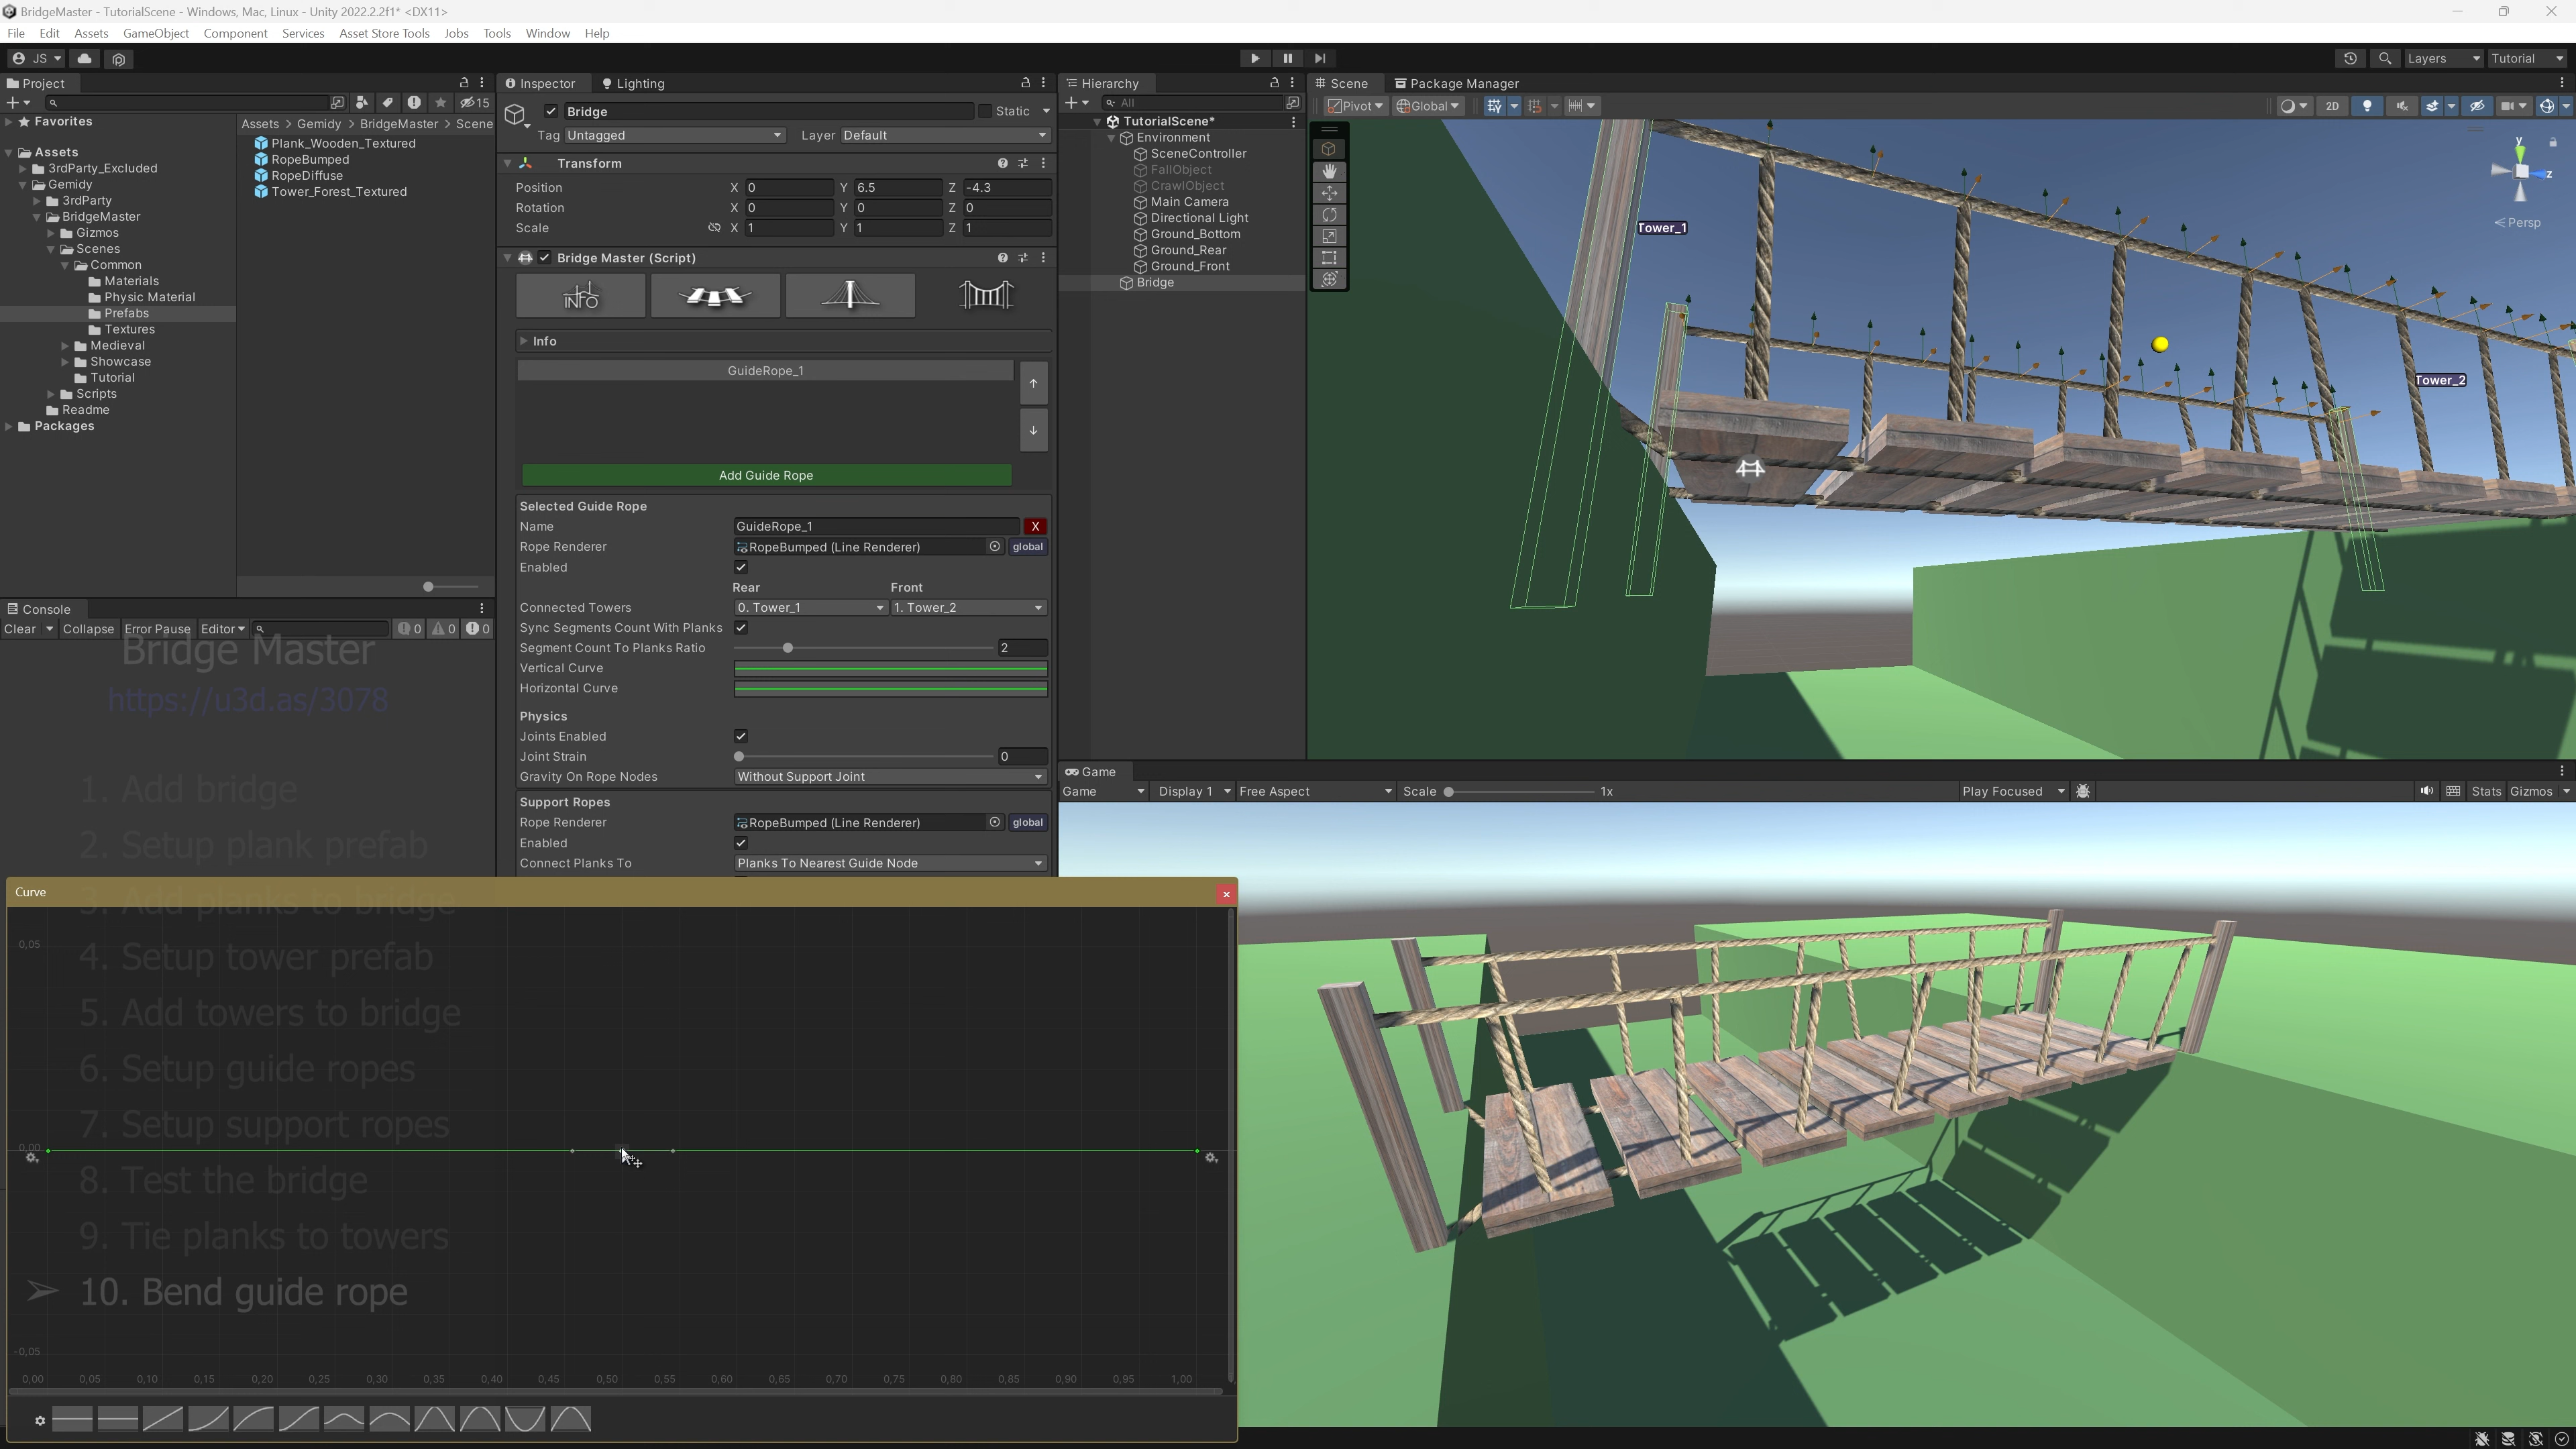 BridgeMaster - TutorialScene - Windows, Mac, Linux - Unity 2022.2.2f1* <DX11>
File Edit Assets GameObject Component Services Asset Store Tools Jobs Tools Window Help
JS
Layers Tutorial
Project
15
Favorites
Assets
3rdParty_Excluded
Gemidy
3rdParty
BridgeMaster
Gizmos
Scenes
Common
Materials
Physic Material
Prefabs
Textures
Medieval
Showcase
Tutorial
Scripts
Readme
Packages
Assets > Gemidy > BridgeMaster > Scene
Plank_Wooden_Textured
RopeBumped
RopeDiffuse
Tower_Forest_Textured
Console
Clear Collapse Error Pause Editor 0 0 0
Bridge Master
https://u3d.as/3078
1. Add bridge
2. Setup plank prefab
3. Add planks to bridge
4. Setup tower prefab
5. Add towers to bridge
6. Setup guide ropes
7. Setup support ropes
8. Test the bridge
9. Tie planks to towers
10. Bend guide rope
Inspector Lighting
Bridge Static
Tag Untagged Layer Default
Transform
Position X 0 Y 6.5 Z -4.3
Rotation X 0 Y 0 Z 0
Scale X 1 Y 1 Z 1
Bridge Master (Script)
INFO
Info
GuideRope_1
Add Guide Rope
Selected Guide Rope
Name GuideRope_1 X
Rope Renderer RopeBumped (Line Renderer) global
Enabled
Rear Front
Connected Towers 0. Tower_1 1. Tower_2
Sync Segments Count With Planks
Segment Count To Planks Ratio 2
Vertical Curve
Horizontal Curve
Physics
Joints Enabled
Joint Strain 0
Gravity On Rope Nodes Without Support Joint
Support Ropes
Rope Renderer RopeBumped (Line Renderer) global
Enabled
Connect Planks To Planks To Nearest Guide Node
Curve
0,05
0,00
-0,05
0,00 0,05 0,10 0,15 0,20 0,25 0,30 0,35 0,40 0,45 0,50 0,55 0,60 0,65 0,70 0,75 0,80 0,85 0,90 0,95 1,00
Hierarchy
All
TutorialScene*
Environment
SceneController
FallObject
CrawlObject
Main Camera
Directional Light
Ground_Bottom
Ground_Rear
Ground_Front
Bridge
Scene Package Manager
Pivot Global 2D
Tower_1
Tower_2
y
z
Persp
Game
Game Display 1 Free Aspect Scale 1x Play Focused Stats Gizmos